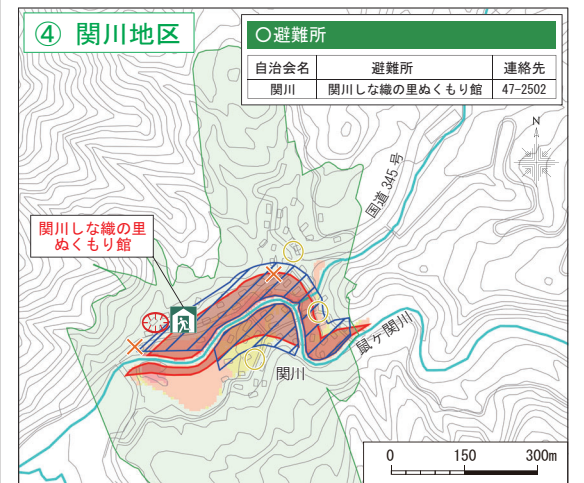 ④ 関川地区
○避難所
自治会名 避難所 連絡先
関川 関川しな織の里ぬくもり館 47-2502
N
国道345号
関川しな織の里
ぬくもり館
鼠ヶ関川
関川
0 150 300m